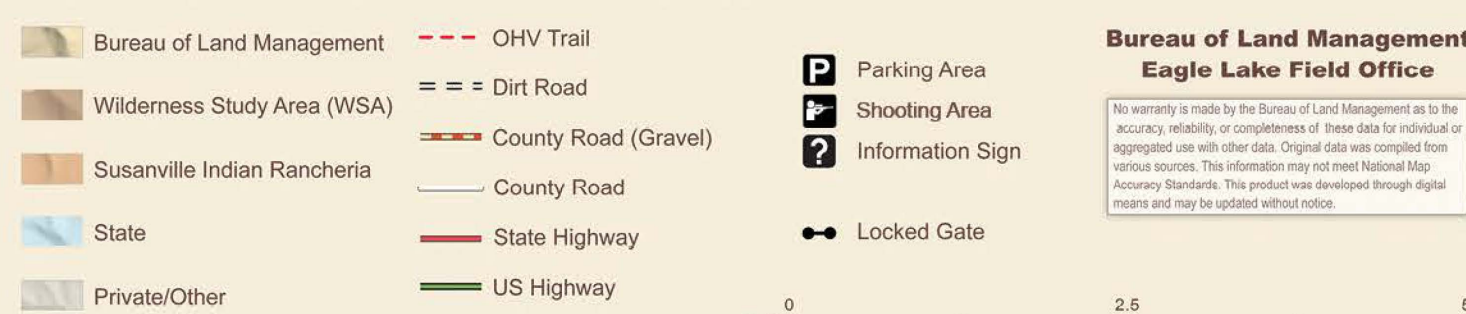 Bureau of Land Management
Wilderness Study Area (WSA)
Susanville Indian Rancheria
State
Private/Other
OHV Trail
Dirt Road
County Road (Gravel)
County Road
State Highway
US Highway
P
Parking Area
Shooting Area
?
Information Sign
Locked Gate
Bureau of Land Management
Eagle Lake Field Office
No warranty is made by the Bureau of Land Management as to the
accuracy, reliability, or completeness of these data for individual or
aggregated use with other data. Original data was compiled from
various sources. This information may not meet National Map
Accuracy Standards. This product was developed through digital
means and may be updated without notice.
0 2.5 5